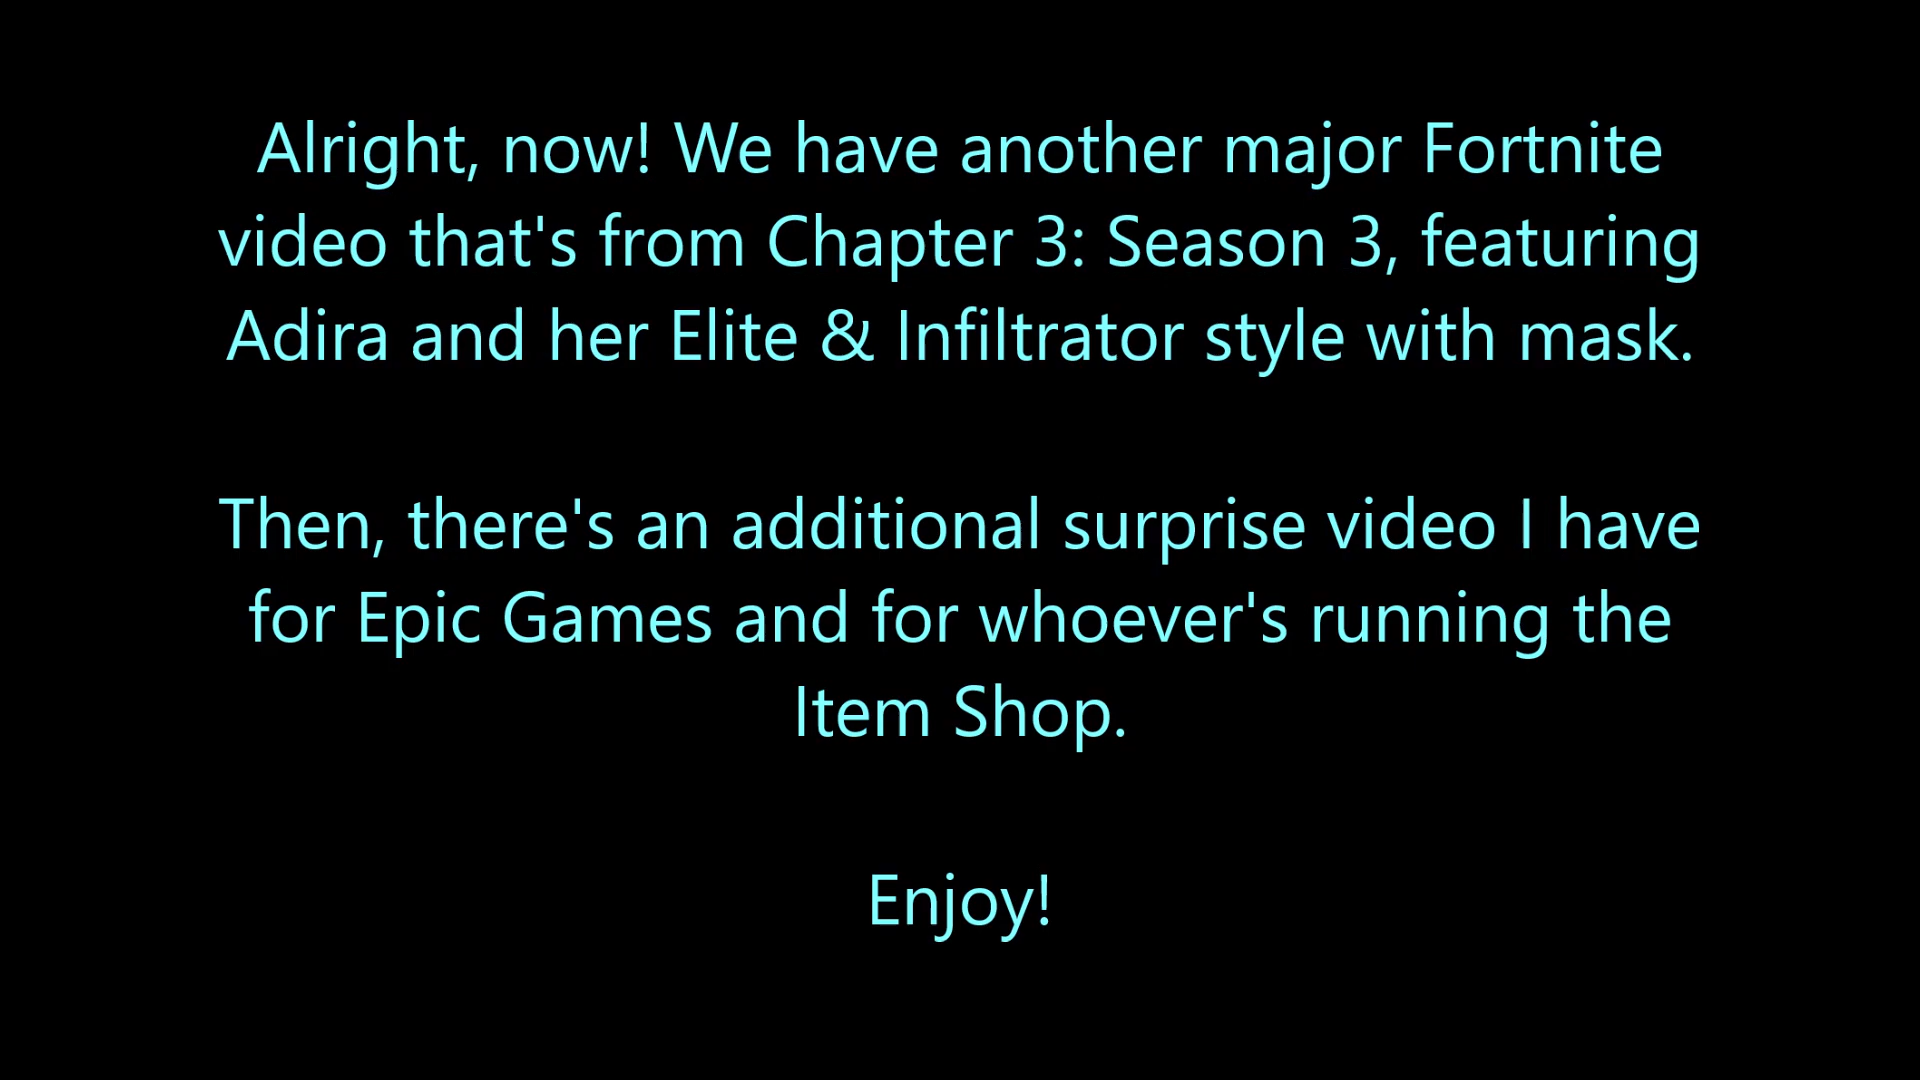 Alright, now! We have another major Fortnite
video that's from Chapter 3: Season 3, featuring
Adira and her Elite & Infiltrator style with mask.
Then, there's an additional surprise video I have
for Epic Games and for whoever's running the
Item Shop.
Enjoy!